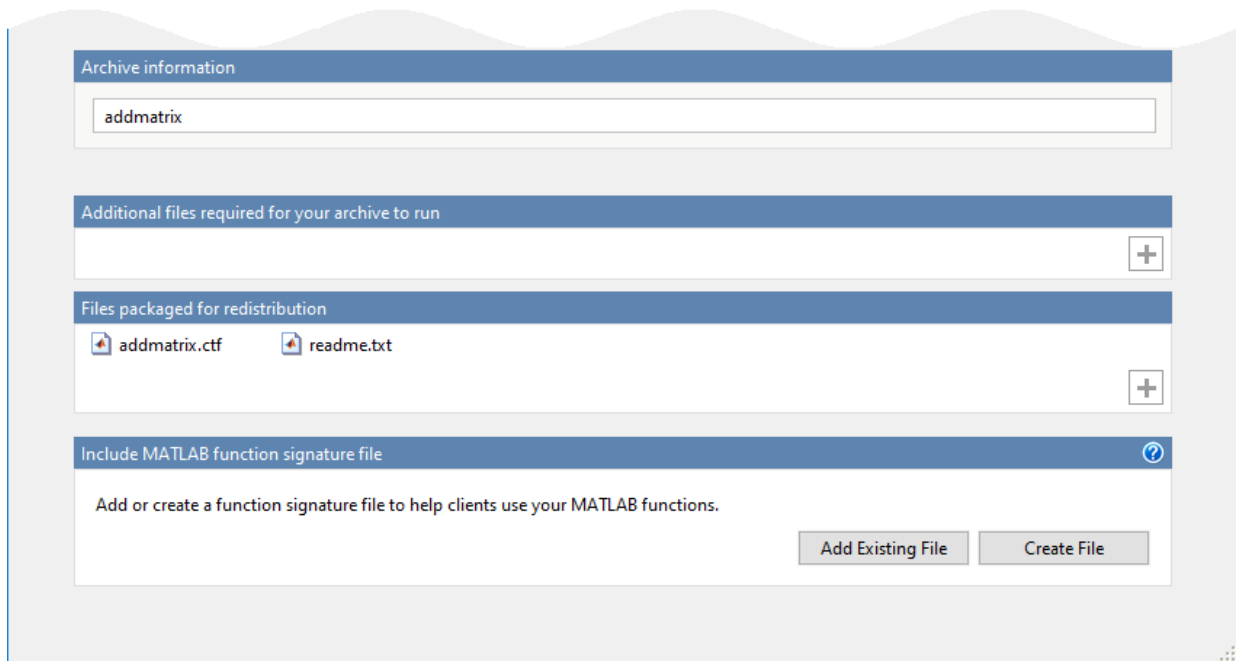 Archive information
addmatrix
Additional files required for your archive to run
Files packaged for redistribution
addmatrix.ctf readme.txt
Include MATLAB function signature file
Add or create a function signature file to help clients use your MATLAB functions.
Add Existing File Create File